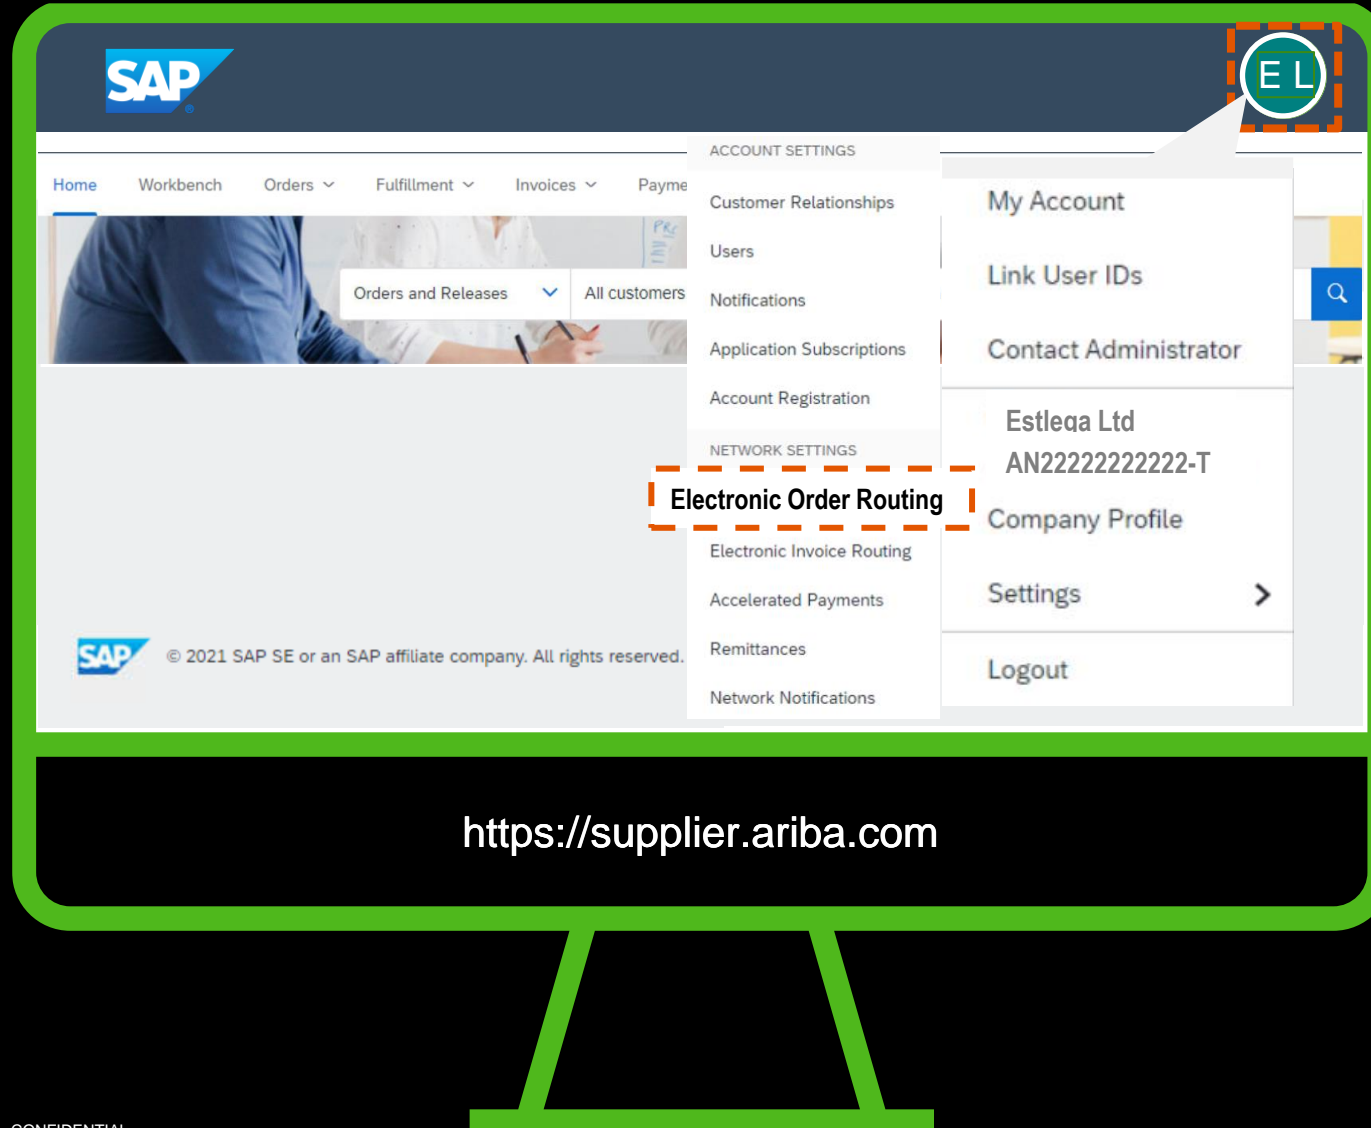 SAP
E L
Home Workbench Orders Fulfillment Invoices Payme
Orders and Releases All customers
ACCOUNT SETTINGS
Customer Relationships
Users
Notifications
Application Subscriptions
Account Registration
NETWORK SETTINGS
Electronic Order Routing
Electronic Invoice Routing
Accelerated Payments
Remittances
Network Notifications
My Account
Link User IDs
Contact Administrator
Estlega Ltd
AN22222222222-T
Company Profile
Settings
Logout
SAP © 2021 SAP SE or an SAP affiliate company. All rights reserved.
https://supplier.ariba.com
CONFIDENTIAL